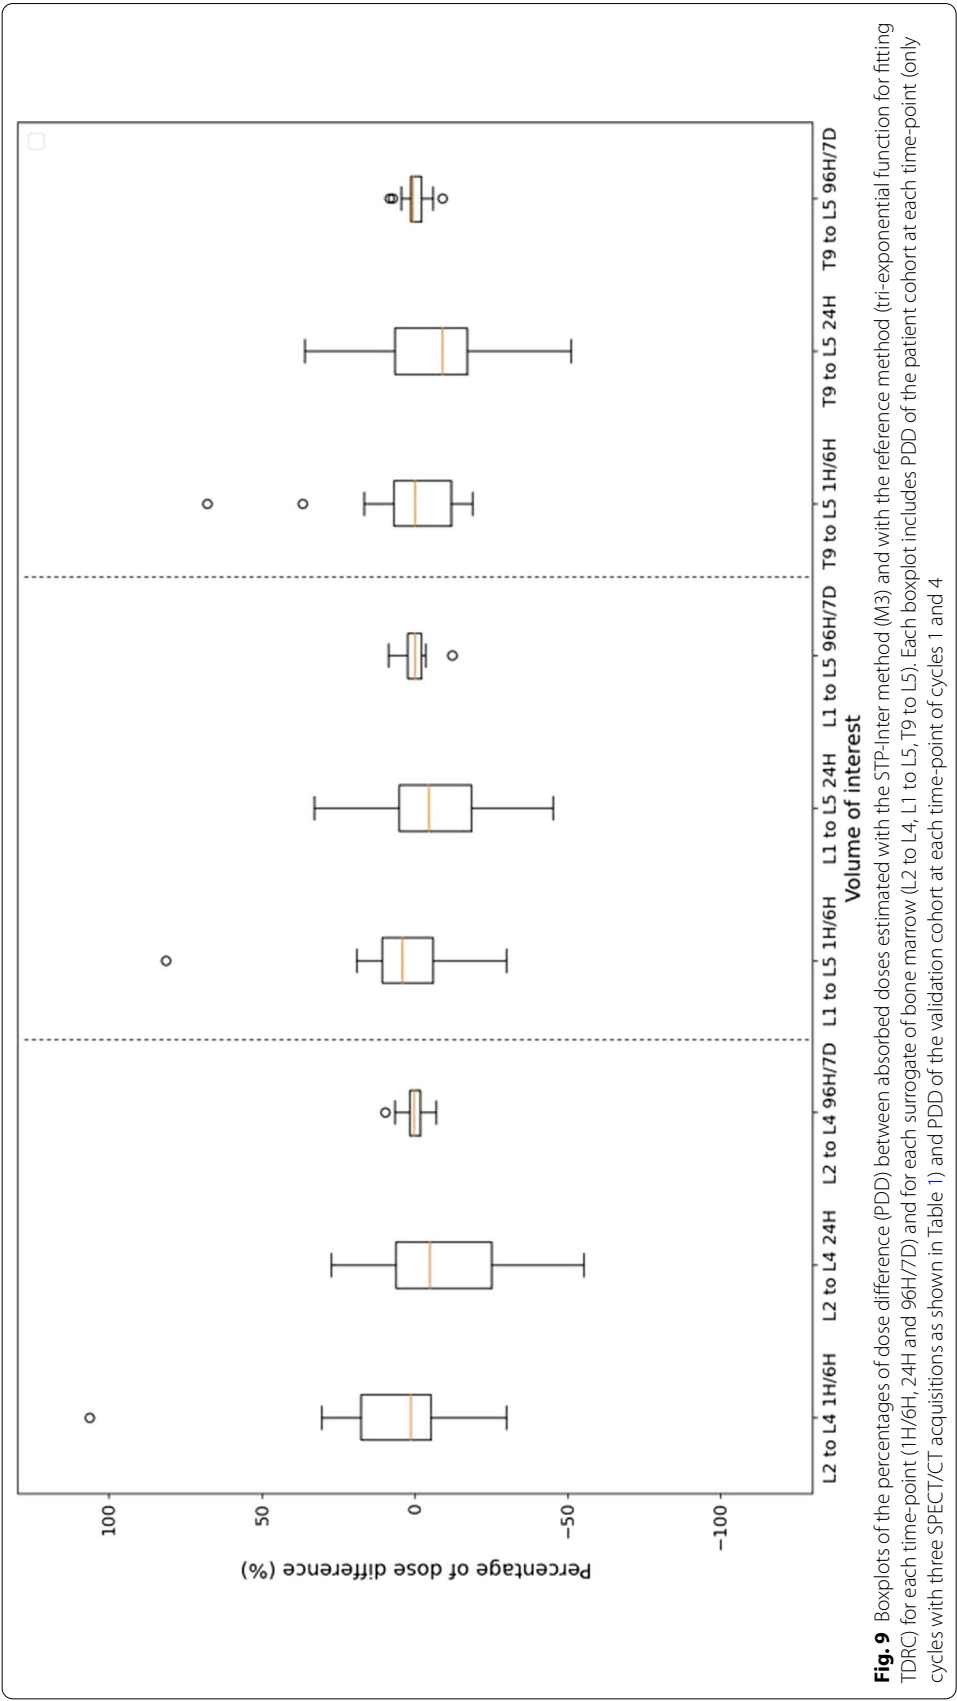 Percentage of dose difference (%)
100
50
0
−50
−100
L2 to L4 1H/6H
L2 to L4 24H
L2 to L4 96H/7D
L1 to L5 1H/6H
L1 to L5 24H
L1 to L5 96H/7D
T9 to L5 1H/6H
T9 to L5 24H
T9 to L5 96H/7D
Volume of interest
Fig. 9 Boxplots of the percentages of dose difference (PDD) between absorbed doses estimated with the STP-Inter method (M3) and with the reference method (tri-exponential function for fitting
TDRC) for each time-point (1H/6H, 24H and 96H/7D) and for each surrogate of bone marrow (L2 to L4, L1 to L5, T9 to L5). Each boxplot includes PDD of the patient cohort at each time-point (only
cycles with three SPECT/CT acquisitions as shown in Table 1) and PDD of the validation cohort at each time-point of cycles 1 and 4